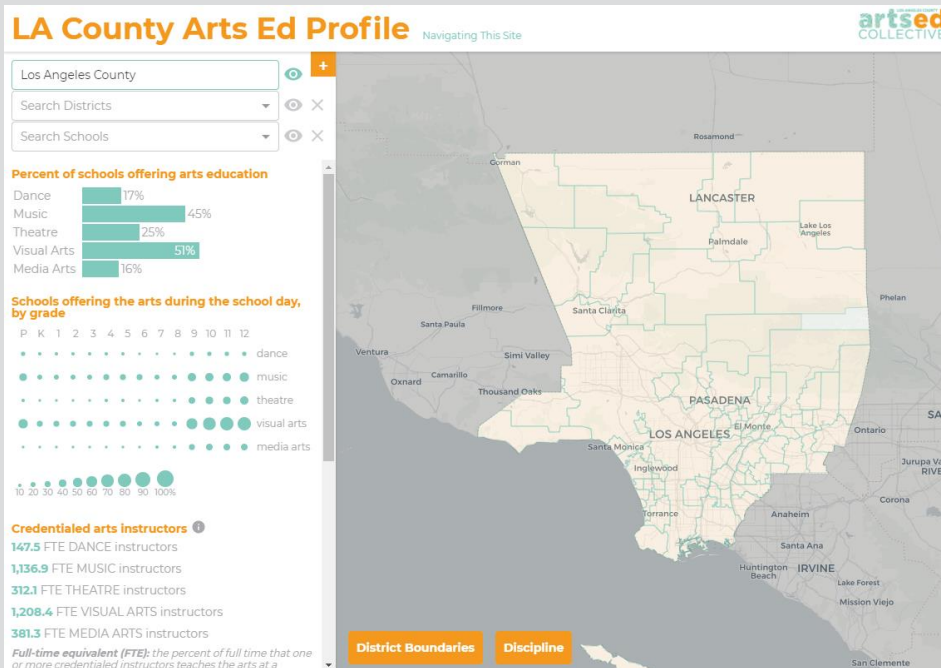 LA County Arts Ed Profile
Navigating This Site
artsed
COLLECTIVE
Los Angeles County
+
Search Districts
Search Schools
Percent of schools offering arts education
Dance 17%
Music 45%
Theatre 25%
Visual Arts 51%
Media Arts 16%
Schools offering the arts during the school day,
by grade
P K 1 2 3 4 5 6 7 8 9 10 11 12
dance
music
theatre
visual arts
media arts
10 20 30 40 50 60 70 80 90 100%
Credentialed arts instructors
147.5 FTE DANCE instructors
1,136.9 FTE MUSIC instructors
312.1 FTE THEATRE instructors
1,208.4 FTE VISUAL ARTS instructors
381.3 FTE MEDIA ARTS instructors
Full-time equivalent (FTE): the percent of full time that one
or more credentialed instructors teaches the arts at a
Rosamond
Gorman
LANCASTER
Lake Los
Angeles
Palmdale
Phelan
Fillmore
Santa Clarita
Santa Paula
Ventura
Simi Valley
Camarillo
Oxnard
Thousand Oaks
PASADENA
SA
El Monte
Ontario
LOS ANGELES
Santa Monica
Inglewood
Jurupa Va
RIVE
Corona
Torrance
Anaheim
Santa Ana
Huntington
Beach
IRVINE
Lake Forest
Mission Viejo
San Clemente
District Boundaries
Discipline